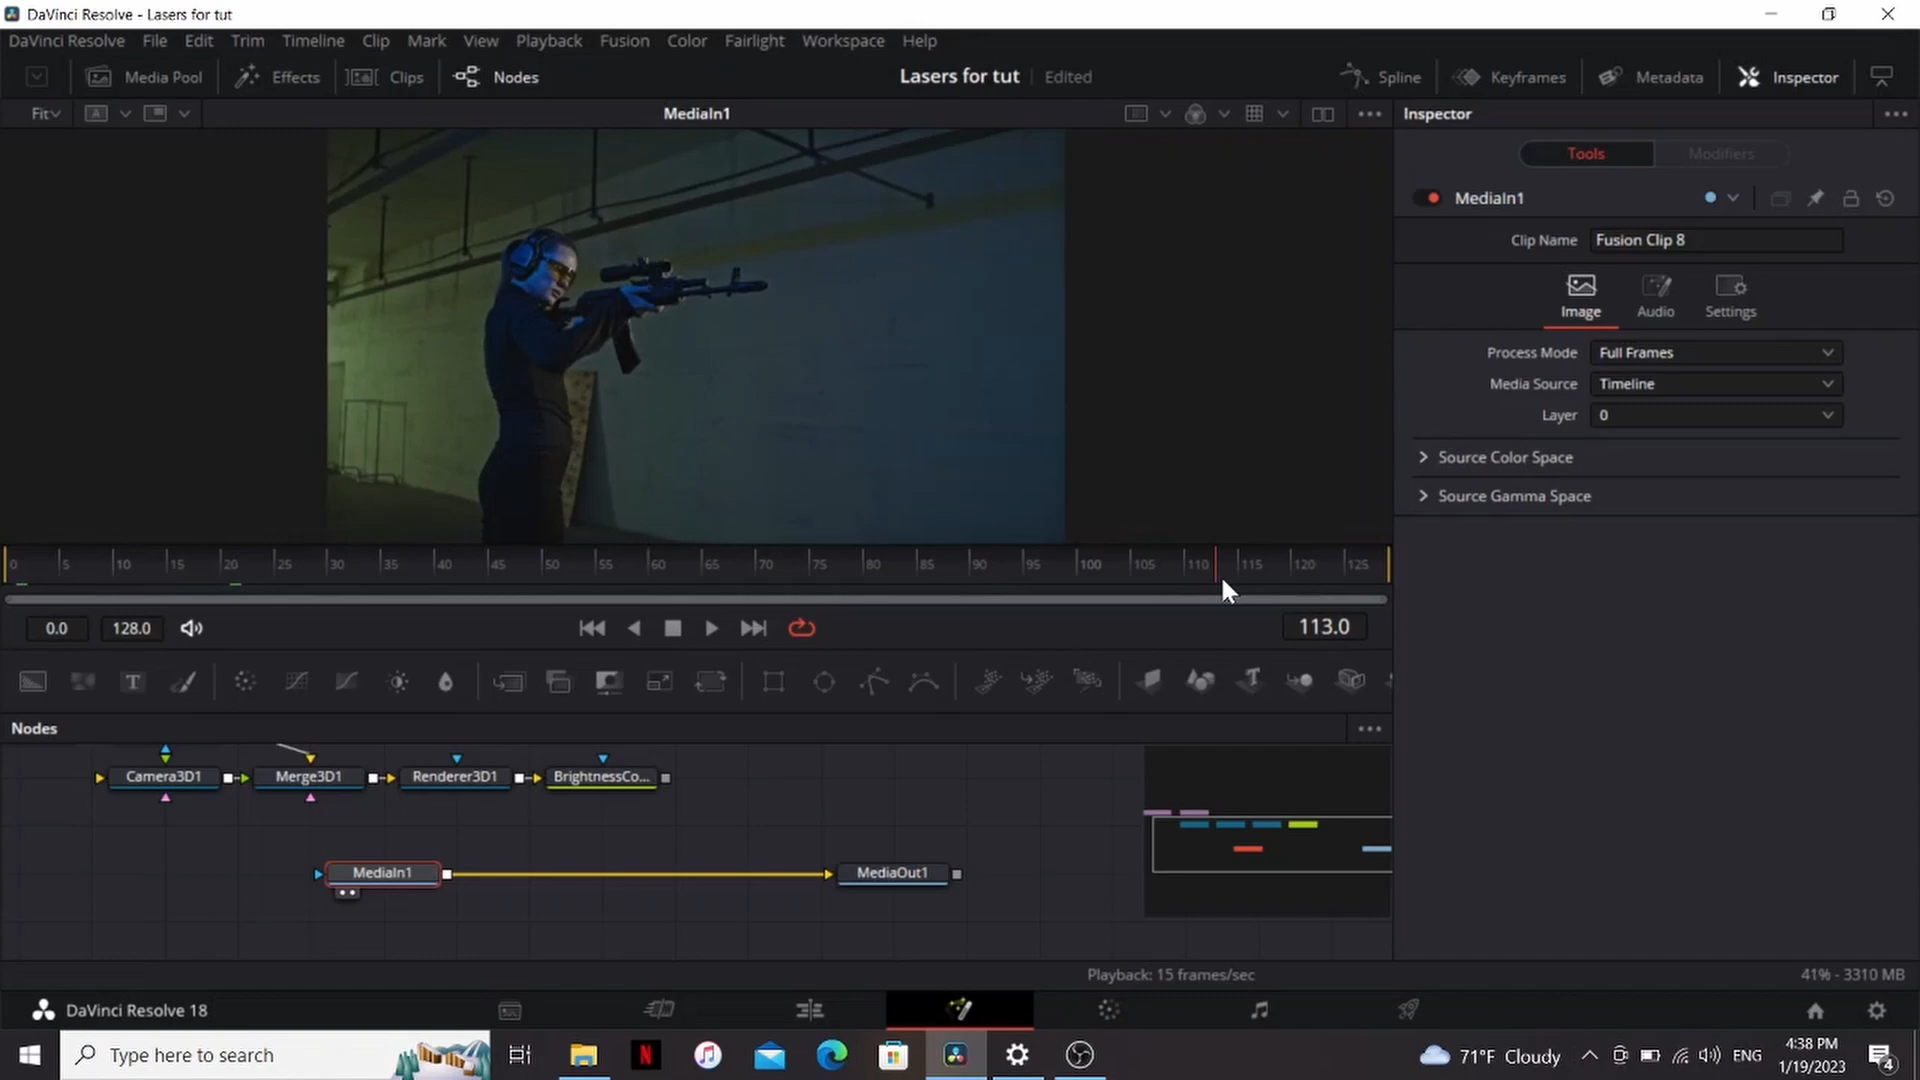 DaVinci Resolve - Lasers for tut
DaVinci Resolve File Edit Trim Timeline Clip Mark View Playback Fusion Color Fairlight Workspace Help
Media Pool Effects Clips Nodes Lasers for tut Edited Spline Keyframes Metadata Inspector
Fit A MediaIn1 Inspector
Tools Modifiers
MediaIn1
Clip Name Fusion Clip 8
Image Audio Settings
Process Mode Full Frames
Media Source Timeline
Layer 0
Source Color Space
Source Gamma Space
0 5 10 15 20 25 30 35 40 45 50 55 60 65 70 75 80 85 90 95 100 105 110 115 120 125
0.0 128.0 113.0
T T
Nodes
Camera3D1 Merge3D1 Renderer3D1 BrightnessCo...
MediaIn1 MediaOut1
Playback: 15 frames/sec 41% - 3310 MB
DaVinci Resolve 18
Type here to search N 71°F Cloudy ENG 4:38 PM
1/19/2023 4